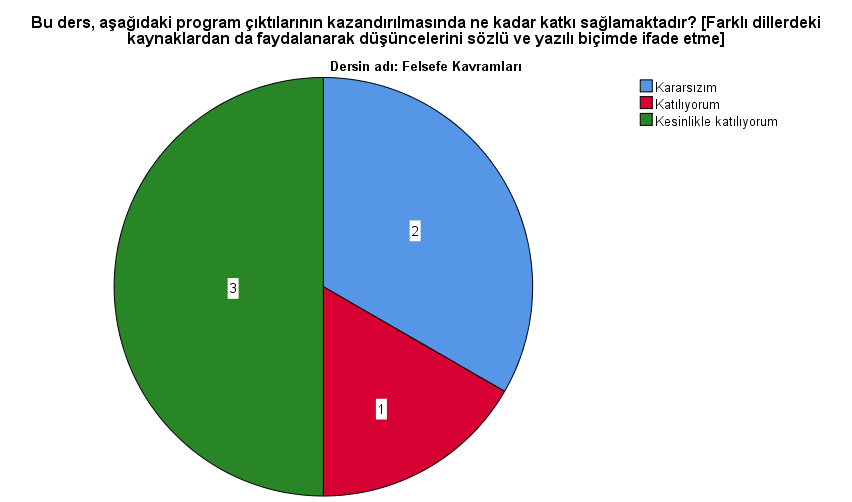 Bu ders, aşağıdaki program çıktılarının kazandırılmasında ne kadar katkı sağlamaktadır? [Farklı dillerdeki
kaynaklardan da faydalanarak düşüncelerini sözlü ve yazılı biçimde ifade etme]
Dersin adı: Felsefe Kavramları
Kararsızım
Katılıyorum
Kesinlikle katılıyorum
2
3
1